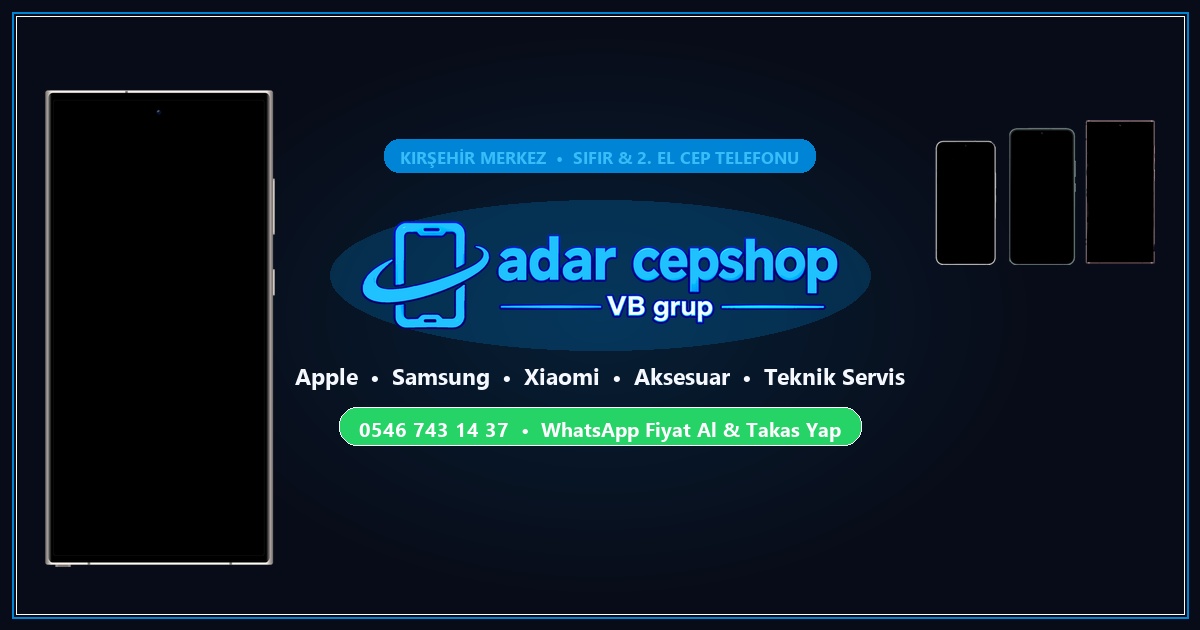 KIRŞEHİR MERKEZ • SIFIR & 2. EL CEP TELEFONU
adar cepshop
VB grup
Apple • Samsung • Xiaomi • Aksesuar • Teknik Servis
0546 743 14 37 • WhatsApp Fiyat Al & Takas Yap